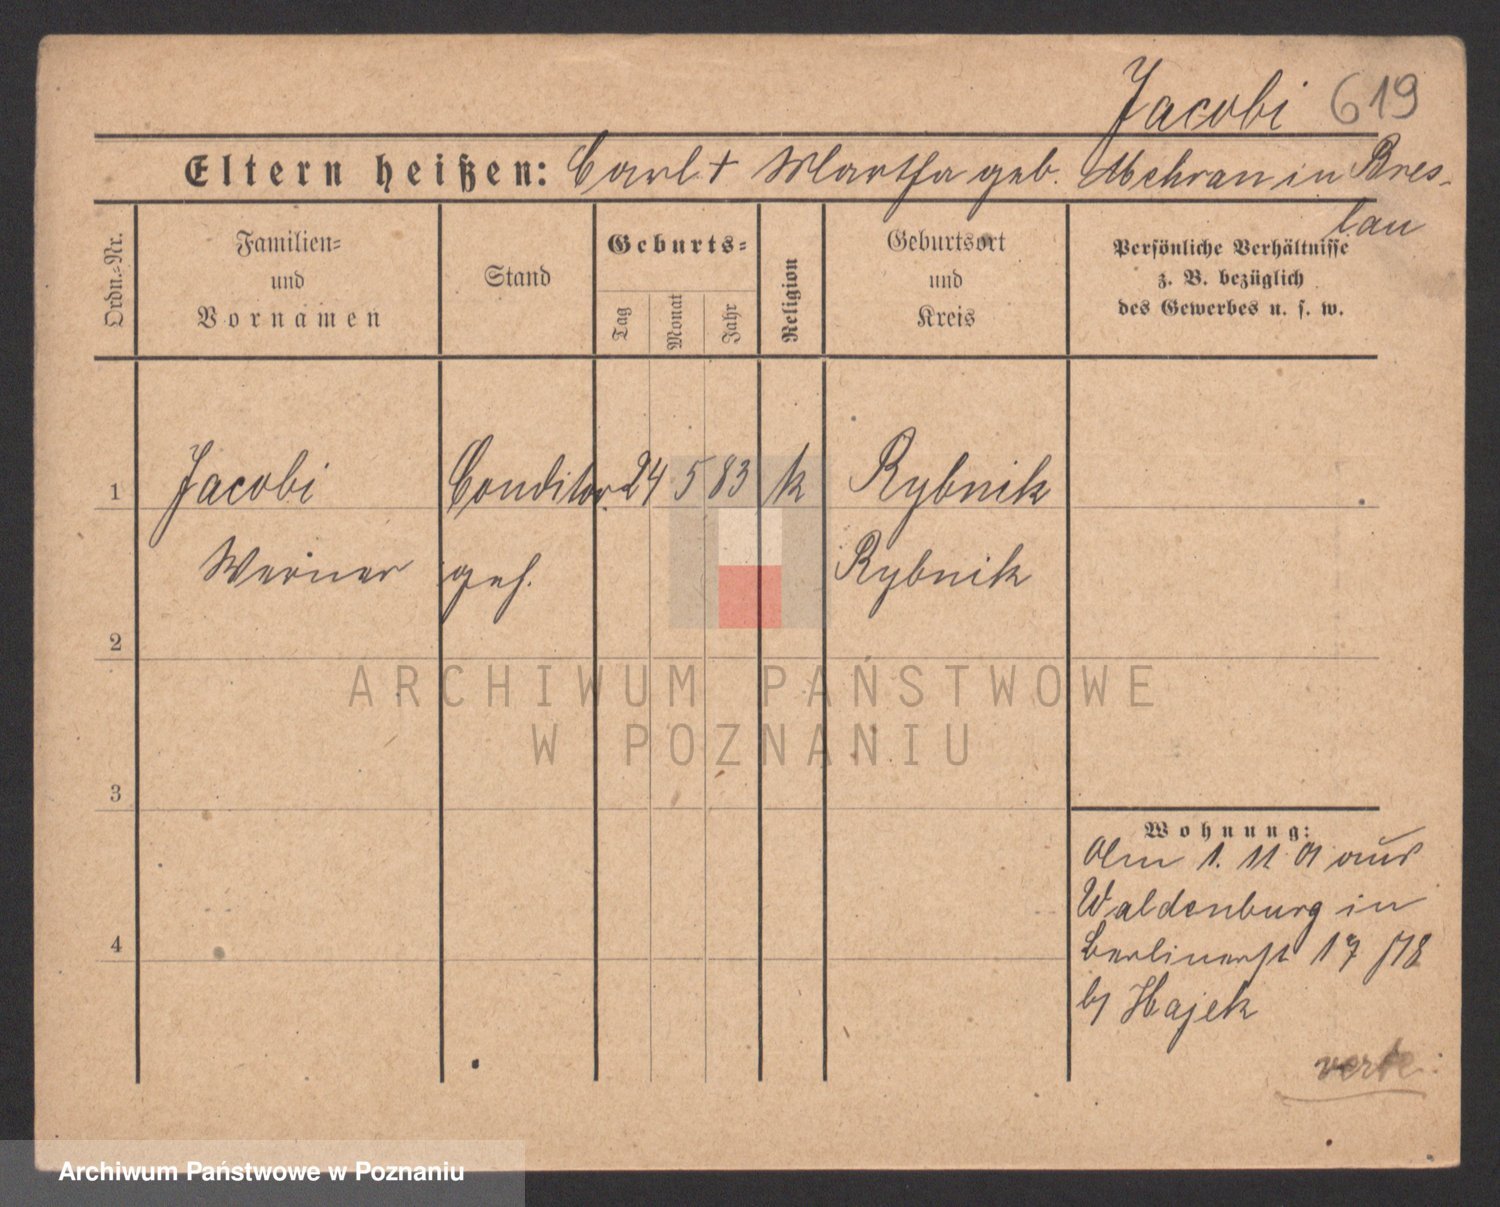 Jacobi 619
Eltern heißen: Carl + Martha geb. in Bres-
lau
Ordn.-Nr.
Familien-
und
Vornamen
Stand
Geburts-
Tag
Monat
Jahr
Religion
Geburtsort
und
Kreis
Persönliche Verhältnisse
z. B. bezüglich
des Gewerbes u. s. w.
1 Jacobi Conditor 24 5 83 k Rybnik
Werner geh. Rybnik
2
3
4
Wohnung:
Am 1. 11 01 aus
Waldenburg in
Berlinerst 17 /18
b/ Hajek
verte
ARCHIWUM PAŃSTWOWE
W POZNANIU
Archiwum Państwowe w Poznaniu